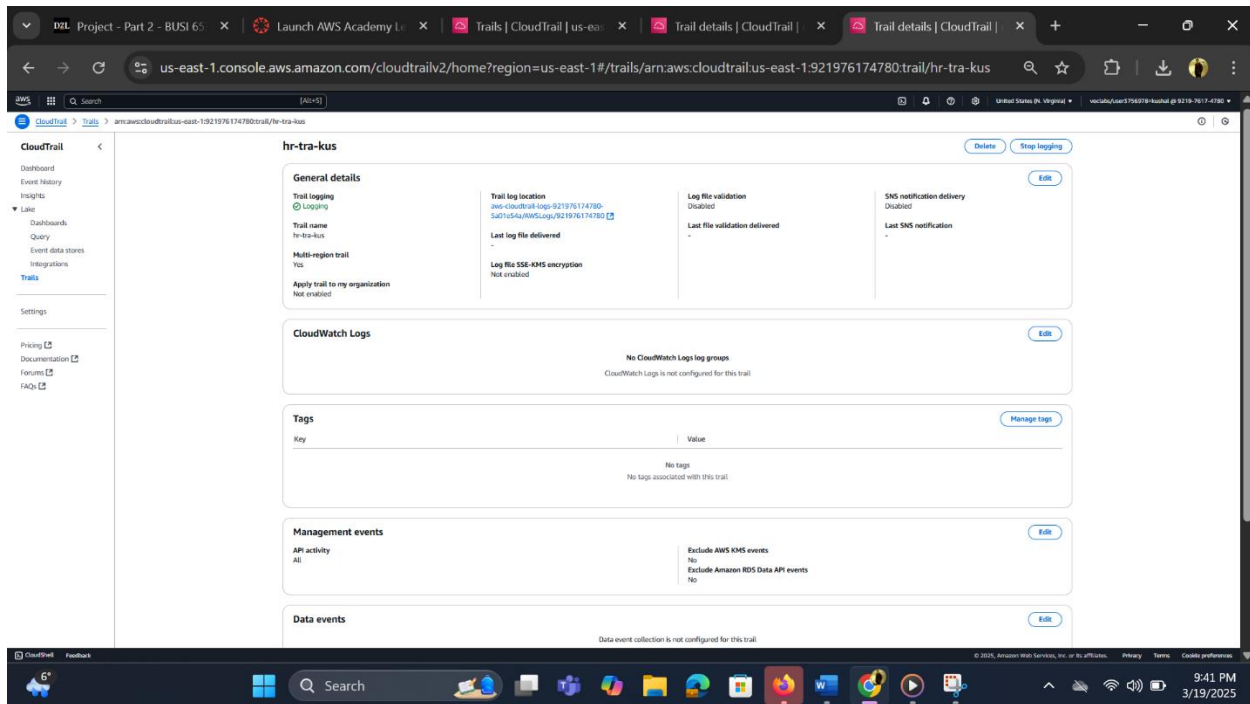 D2L Project - Part 2 - BUSI 65
Launch AWS Academy Le
Trails | CloudTrail | us-eas
Trail details | CloudTrail |
Trail details | CloudTrail |
us-east-1.console.aws.amazon.com/cloudtrailv2/home?region=us-east-1#/trails/arn:aws:cloudtrail:us-east-1:921976174780:trail/hr-tra-kus
aws
Search
[Alt+S]
United States (N. Virginia)
voclabs/user3756978=kushal @ 9219-7617-4780
CloudTrail > Trails > arn:aws:cloudtrail:us-east-1:921976174780:trail/hr-tra-kus
CloudTrail
Dashboard
Event history
Insights
Lake
Dashboards
Query
Event data stores
Integrations
Trails
Settings
Pricing
Documentation
Forums
FAQs
hr-tra-kus
Delete
Stop logging
General details
Edit
Trail logging
Logging
Trail name
hr-tra-kus
Multi-region trail
Yes
Apply trail to my organization
Not enabled
Trail log location
aws-cloudtrail-logs-921976174780-
5a01e54a/AWSLogs/921976174780
Last log file delivered
-
Log file SSE-KMS encryption
Not enabled
Log file validation
Disabled
Last file validation delivered
-
SNS notification delivery
Disabled
Last SNS notification
-
CloudWatch Logs
Edit
No CloudWatch Logs log groups
CloudWatch Logs is not configured for this trail
Tags
Manage tags
Key
Value
No tags
No tags associated with this trail
Management events
Edit
API activity
All
Exclude AWS KMS events
No
Exclude Amazon RDS Data API events
No
Data events
Edit
Data event collection is not configured for this trail
CloudShell
Feedback
© 2025, Amazon Web Services, Inc. or its affiliates.
Privacy
Terms
Cookie preferences
6°
Search
9:41 PM
3/19/2025